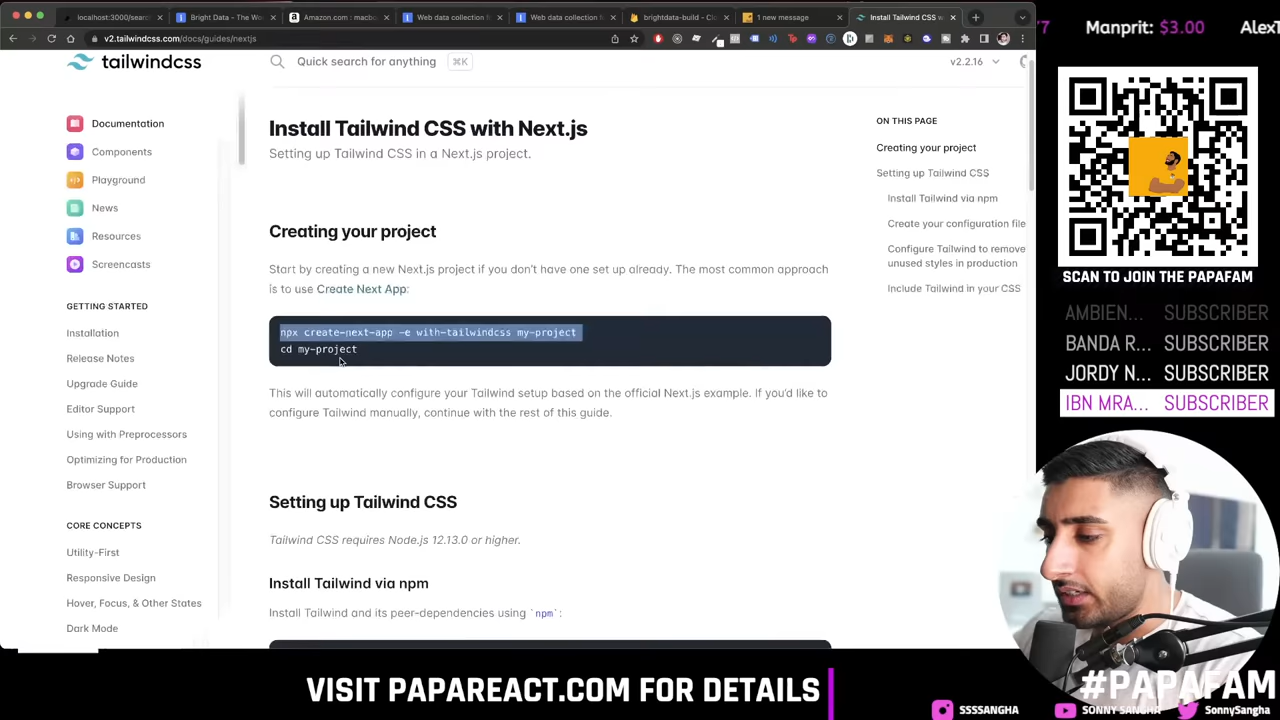 localhost:3000/sear
Bright Data - The Wo
Amazon.com : macbo
Web data collection f
Web data collection f
brightdata-build - Clo
1 new message
Install Tailwind CSS w
v2.tailwindcss.com/docs/guides/nextjs
Manprit: $3.00
AlexT
tailwindcss
Quick search for anything
⌘K
v2.2.16
Documentation
Components
Playground
News
Resources
Screencasts
GETTING STARTED
Installation
Release Notes
Upgrade Guide
Editor Support
Using with Preprocessors
Optimizing for Production
Browser Support
CORE CONCEPTS
Utility-First
Responsive Design
Hover, Focus, & Other States
Dark Mode
Install Tailwind CSS with Next.js
Setting up Tailwind CSS in a Next.js project.
Creating your project
Start by creating a new Next.js project if you don't have one set up already. The most common approach
is to use Create Next App:
npx create-next-app -e with-tailwindcss my-project
cd my-project
This will automatically configure your Tailwind setup based on the official Next.js example. If you'd like to
configure Tailwind manually, continue with the rest of this guide.
Setting up Tailwind CSS
Tailwind CSS requires Node.js 12.13.0 or higher.
Install Tailwind via npm
Install Tailwind and its peer-dependencies using `npm`:
ON THIS PAGE
Creating your project
Setting up Tailwind CSS
Install Tailwind via npm
Create your configuration file
Configure Tailwind to remove
unused styles in production
Include Tailwind in your CSS
SCAN TO JOIN THE PAPAFAM
AMBIEN... SUBSCRIBER
BANDA R... SUBSCRIBER
JORDY N... SUBSCRIBER
IBN MRA... SUBSCRIBER
VISIT PAPAREACT.COM FOR DETAILS
#PAPAFAM
SSSSANGHA
SONNY SANGHA
SonnySangha